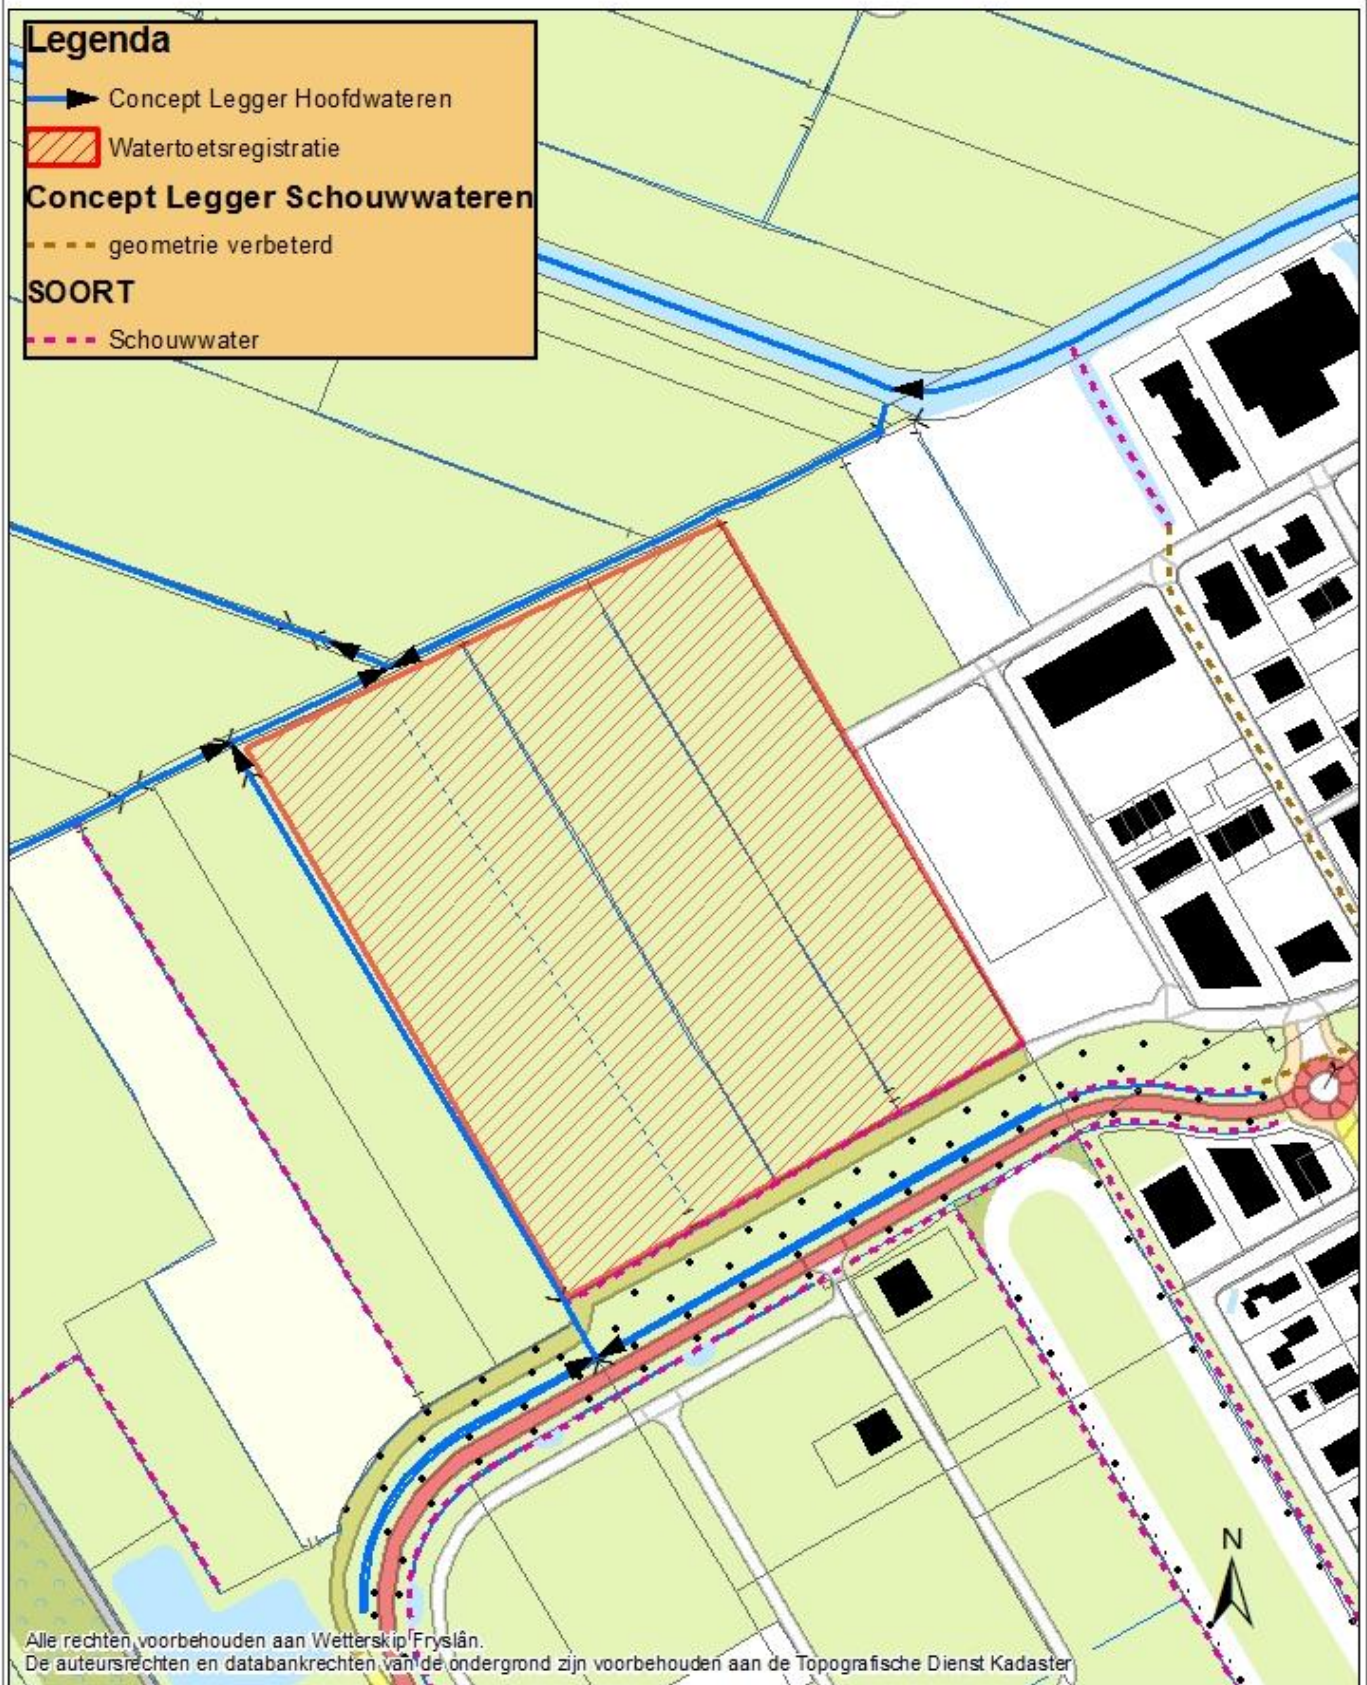 Legenda
Concept Legger Hoofdwateren
Watertoetsregistratie
Concept Legger Schouwwateren
geometrie verbeterd
SOORT
Schouwwater
N
Alle rechten voorbehouden aan Wetterskip Fryslân.
De auteursrechten en databankrechten van de ondergrond zijn voorbehouden aan de Topografische Dienst Kadaster